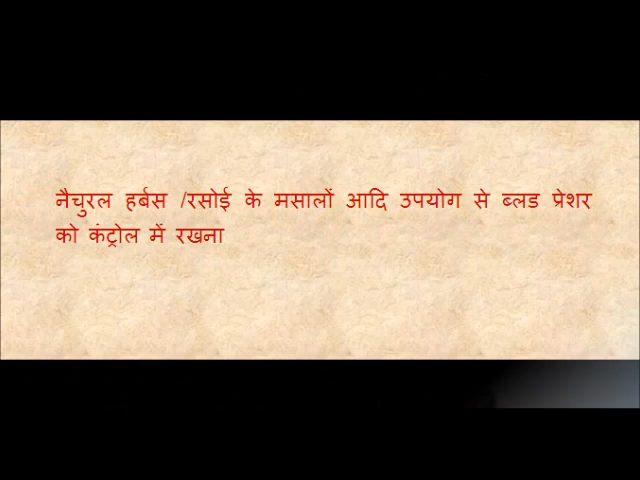 नैचुरल हर्बस /रसोई के मसालों आदि उपयोग से ब्लड प्रेशर
को कंट्रोल में रखना